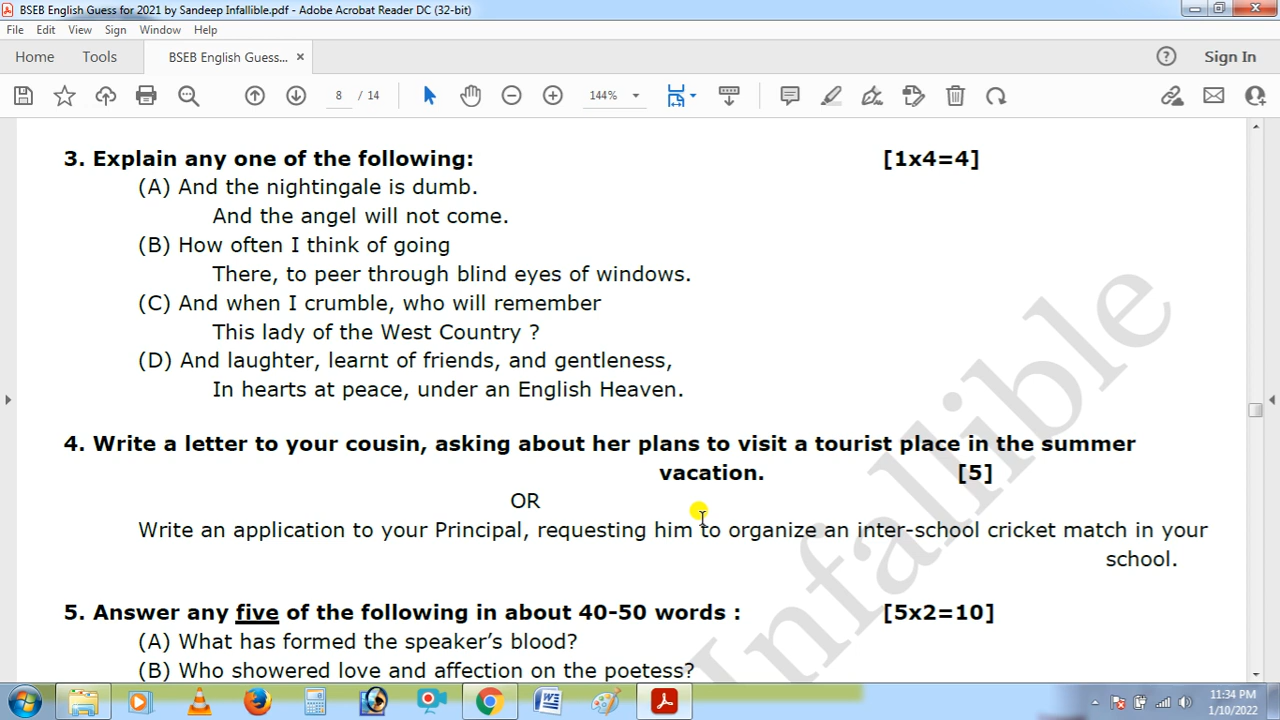 BSEB English Guess for 2021 by Sandeep Infallible.pdf - Adobe Acrobat Reader DC (32-bit)
File Edit View Sign Window Help
Home Tools BSEB English Guess... × Sign In
8 / 14 144%
3. Explain any one of the following: [1x4=4]
(A) And the nightingale is dumb.
And the angel will not come.
(B) How often I think of going
There, to peer through blind eyes of windows.
(C) And when I crumble, who will remember
This lady of the West Country ?
(D) And laughter, learnt of friends, and gentleness,
In hearts at peace, under an English Heaven.
4. Write a letter to your cousin, asking about her plans to visit a tourist place in the summer
vacation. [5]
OR
Write an application to your Principal, requesting him to organize an inter-school cricket match in your
school.
5. Answer any five of the following in about 40-50 words : [5x2=10]
(A) What has formed the speaker’s blood?
(B) Who showered love and affection on the poetess?
Infallible
11:34 PM
1/10/2022